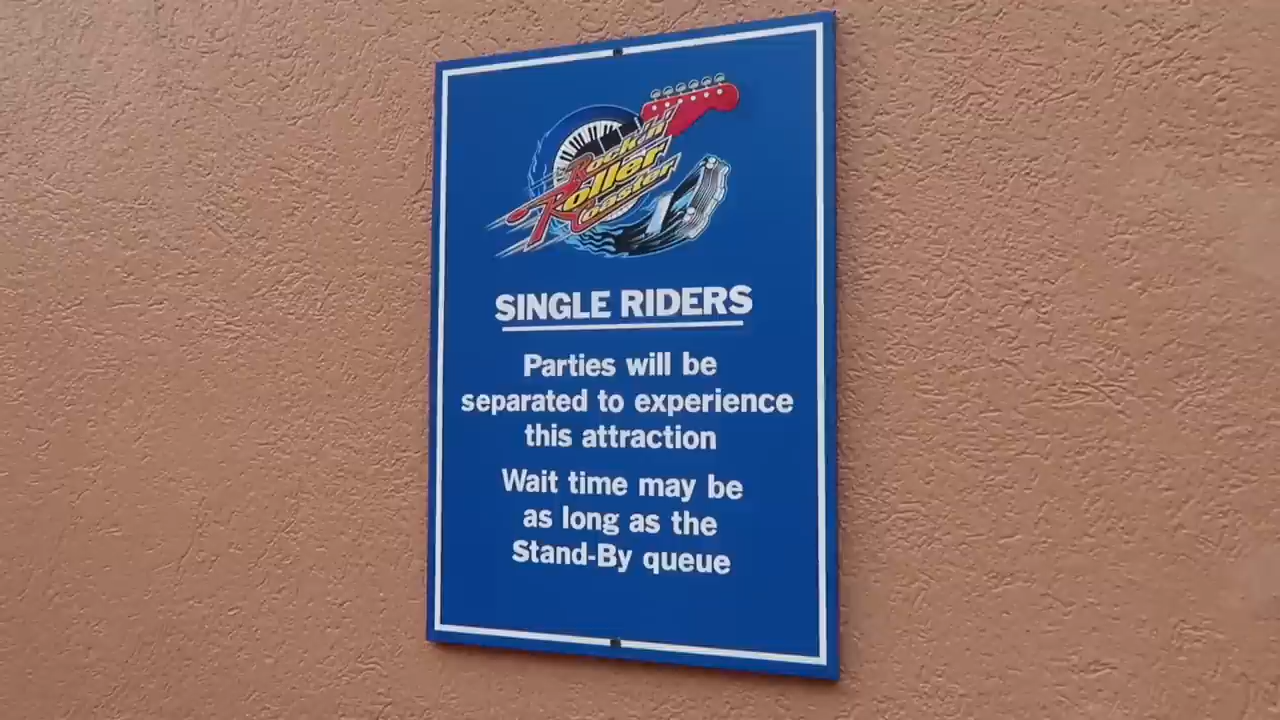 Rock 'n'
Roller
Coaster
SINGLE RIDERS
Parties will be
separated to experience
this attraction
Wait time may be
as long as the
Stand-By queue